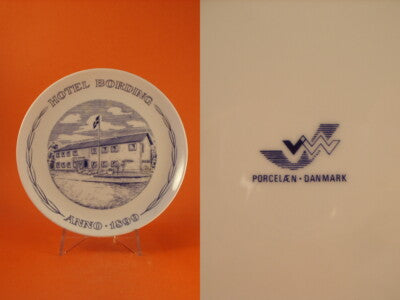 HOTEL BORDING
ANNO · 1890
PORCELÆN · DANMARK